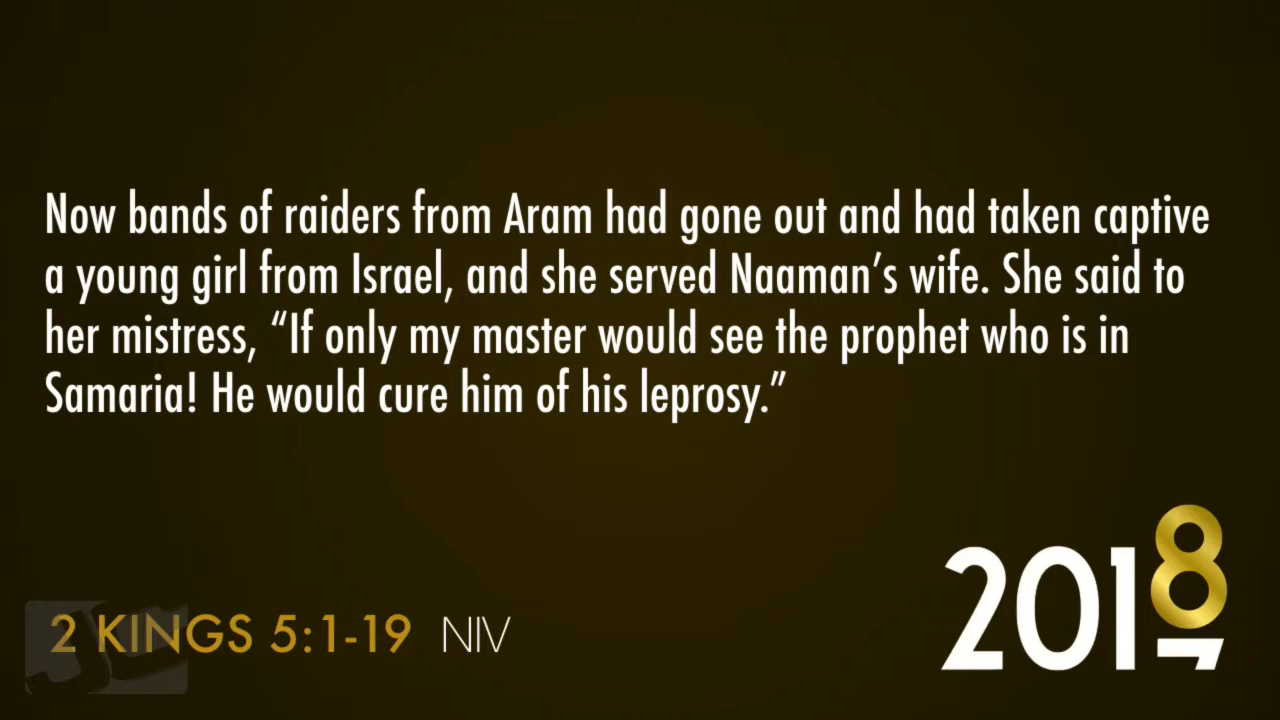 Now bands of raiders from Aram had gone out and had taken captive
a young girl from Israel, and she served Naaman’s wife. She said to
her mistress, “If only my master would see the prophet who is in
Samaria! He would cure him of his leprosy.”
2 KINGS 5:1-19 NIV
2018
7